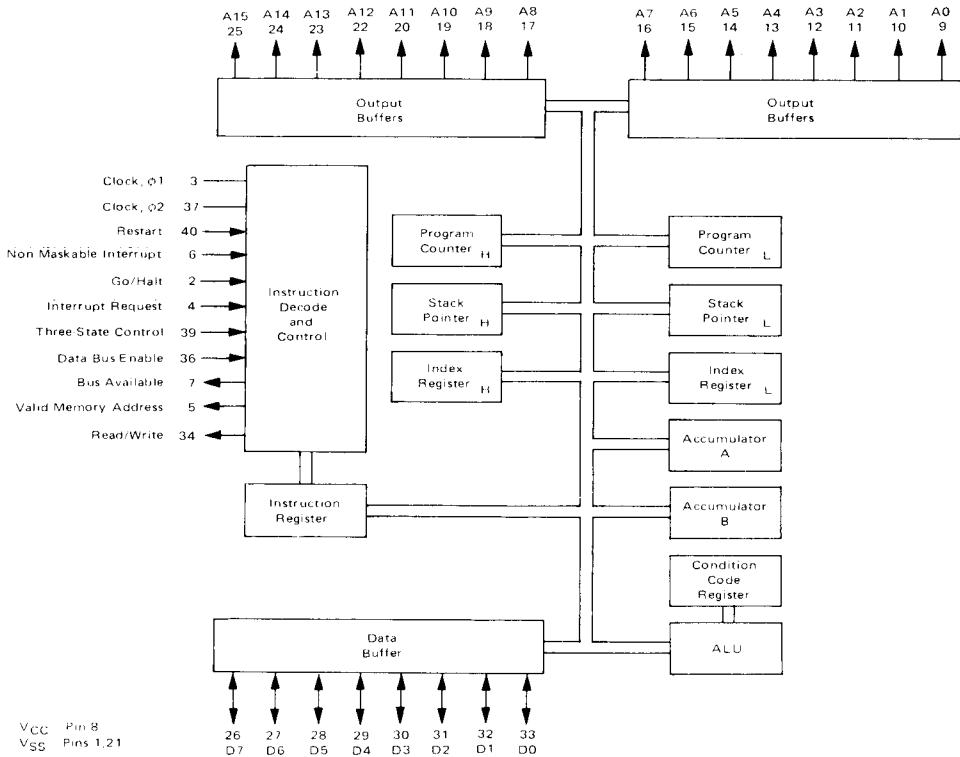 A15 A14 A13 A12 A11 A10 A9 A8 A7 A6 A5 A4 A3 A2 A1 A0
25 24 23 22 20 19 18 17 16 15 14 13 12 11 10 9
Output
Buffers
Output
Buffers
Clock, φ1 3
Clock, φ2 37
Restart 40
Non Maskable Interrupt 6
Go/Halt 2
Interrupt Request 4
Three-State Control 39
Data Bus Enable 36
Bus Available 7
Valid Memory Address 5
Read/Write 34
Instruction
Decode
and
Control
Program
Counter H
Program
Counter L
Stack
Pointer H
Stack
Pointer L
Index
Register H
Index
Register L
Accumulator
A
Instruction
Register
Accumulator
B
Condition
Code
Register
Data
Buffer
ALU
26 27 28 29 30 31 32 33
D7 D6 D5 D4 D3 D2 D1 D0
VCC Pin 8
VSS Pins 1,21